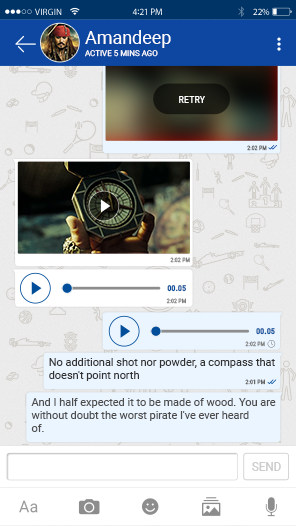 VIRGIN
4:21 PM
22%
Amandeep
ACTIVE 5 MINS AGO
RETRY
2:02 PM
2:02 PM
00.05
2:02 PM
00.05
2:02 PM
No additional shot nor powder, a compass that
doesn't point north
2:01 PM
And I half expected it to be made of wood. You are
without doubt the worst pirate I've ever heard
of.
SEND
Aa